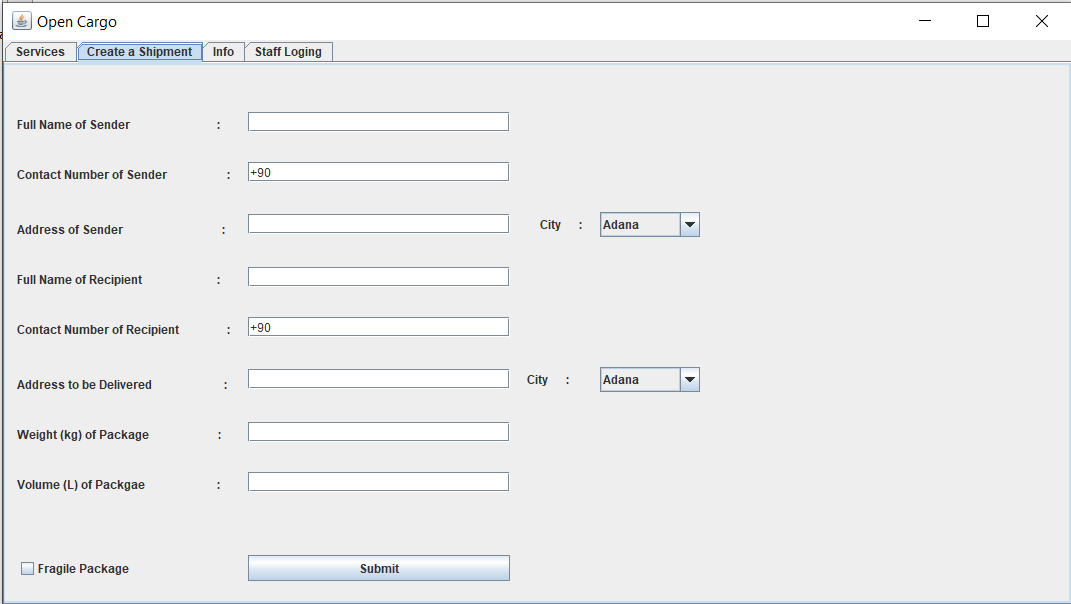 Open Cargo
Services Create a Shipment Info Staff Loging
Full Name of Sender :
Contact Number of Sender : +90
Address of Sender : City : Adana
Full Name of Recipient :
Contact Number of Recipient : +90
Address to be Delivered : City : Adana
Weight (kg) of Package :
Volume (L) of Packgae :
Fragile Package Submit